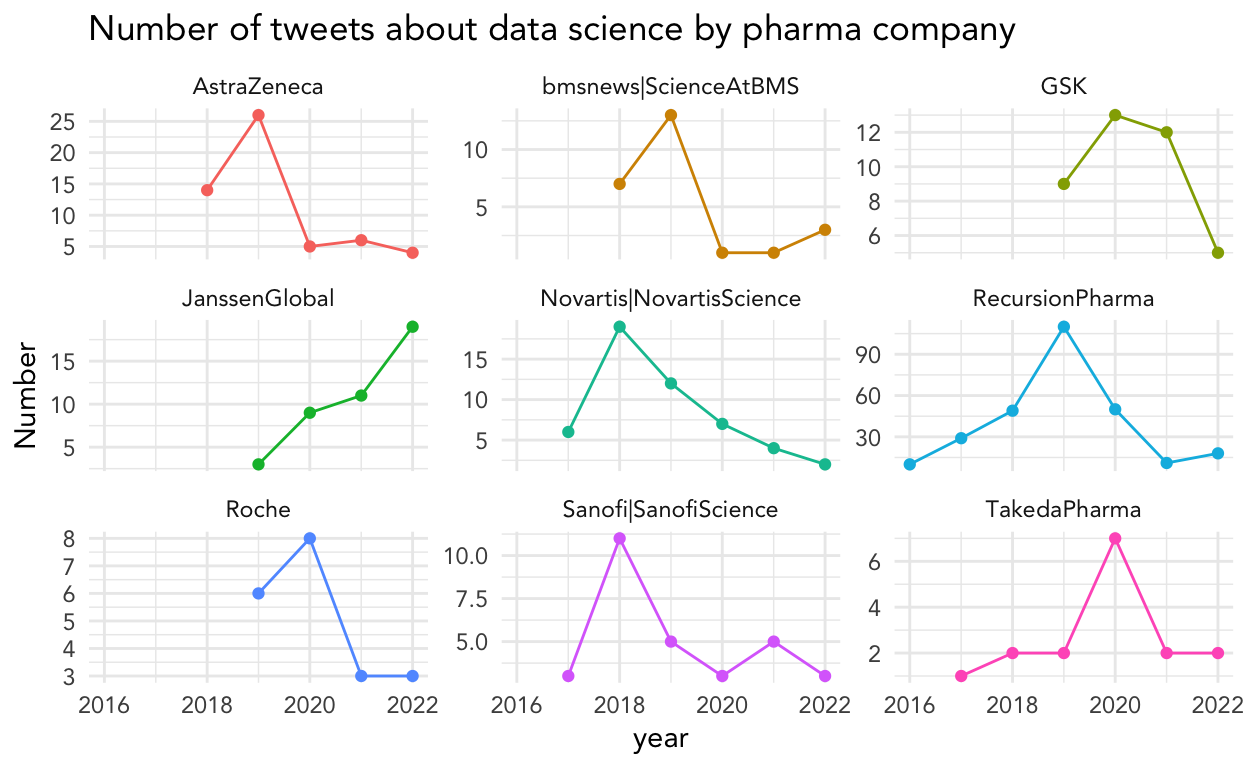 Number of tweets about data science by pharma company
AstraZeneca
bmsnews|ScienceAtBMS
GSK
25
20
15
10
5
10
5
12
10
8
6
JanssenGlobal
Novartis|NovartisScience
RecursionPharma
15
10
5
15
10
5
90
60
30
Number
Roche
Sanofi|SanofiScience
TakedaPharma
8
7
6
5
4
3
10.0
7.5
5.0
6
4
2
2016 2018 2020 2022
2016 2018 2020 2022
2016 2018 2020 2022
year